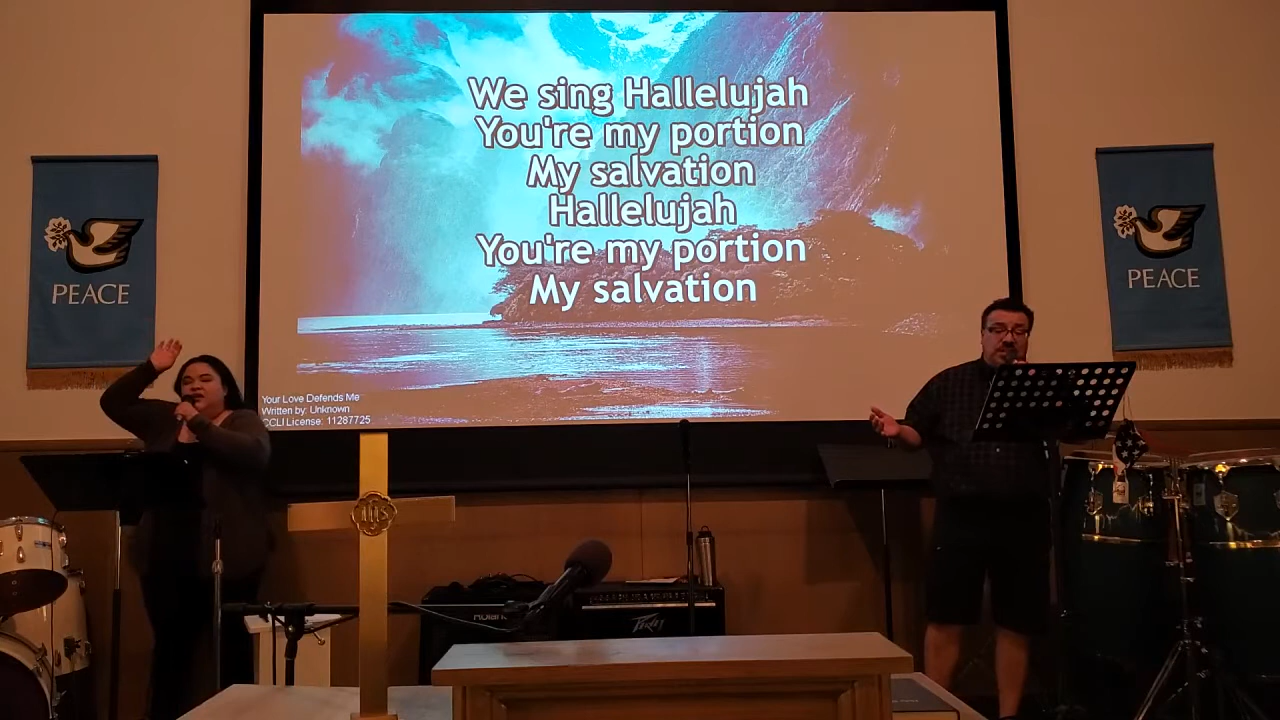 We sing Hallelujah
You're my portion
My salvation
Hallelujah
You're my portion
My salvation
Your Love Defends Me
Written by: Unknown
CCLI License: 11287725
PEACE
PEACE
IHS
Roland
PEAVEY